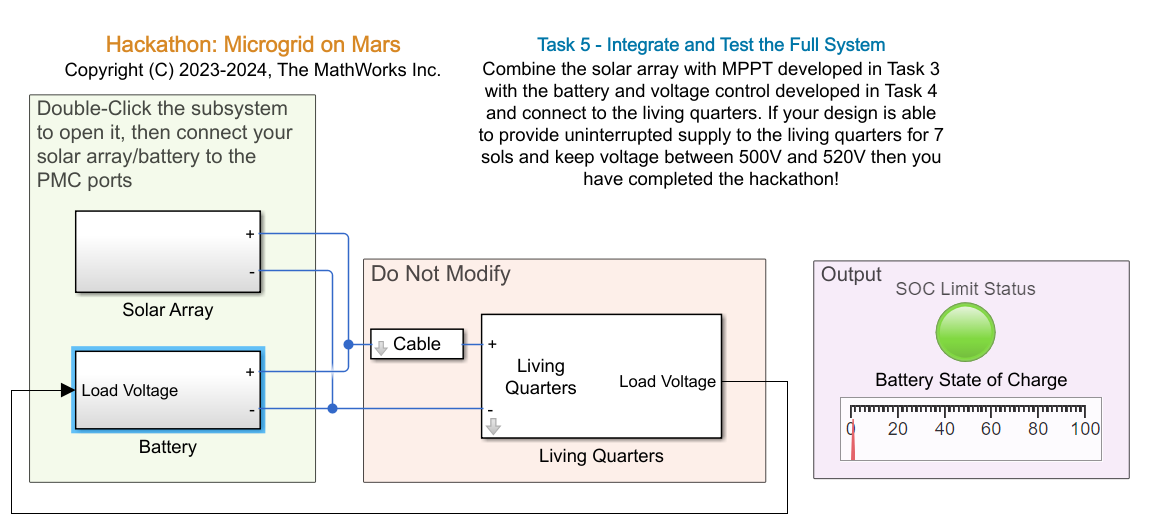 Hackathon: Microgrid on Mars
Copyright (C) 2023-2024, The MathWorks Inc.
Task 5 - Integrate and Test the Full System
Combine the solar array with MPPT developed in Task 3
with the battery and voltage control developed in Task 4
and connect to the living quarters. If your design is able
to provide uninterrupted supply to the living quarters for 7
sols and keep voltage between 500V and 520V then you
have completed the hackathon!
Double-Click the subsystem
to open it, then connect your
solar array/battery to the
PMC ports
+
-
Solar Array
Load Voltage
+
-
Battery
Do Not Modify
Cable
+
Living
Quarters
Load Voltage
-
Living Quarters
Output
SOC Limit Status
Battery State of Charge
0 20 40 60 80 100